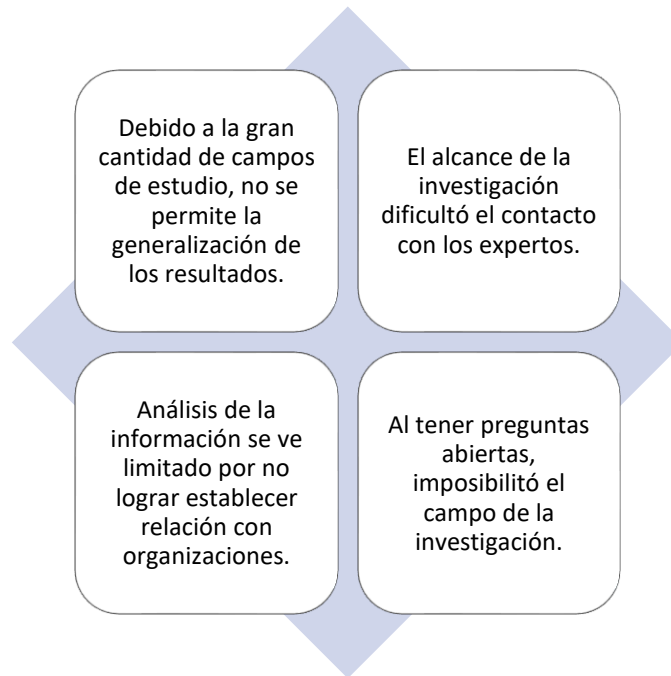 Debido a la gran
cantidad de campos
de estudio, no se
permite la
generalización de
los resultados.
El alcance de la
investigación
dificultó el contacto
con los expertos.
Análisis de la
información se ve
limitado por no
lograr establecer
relación con
organizaciones.
Al tener preguntas
abiertas,
imposibilitó el
campo de la
investigación.